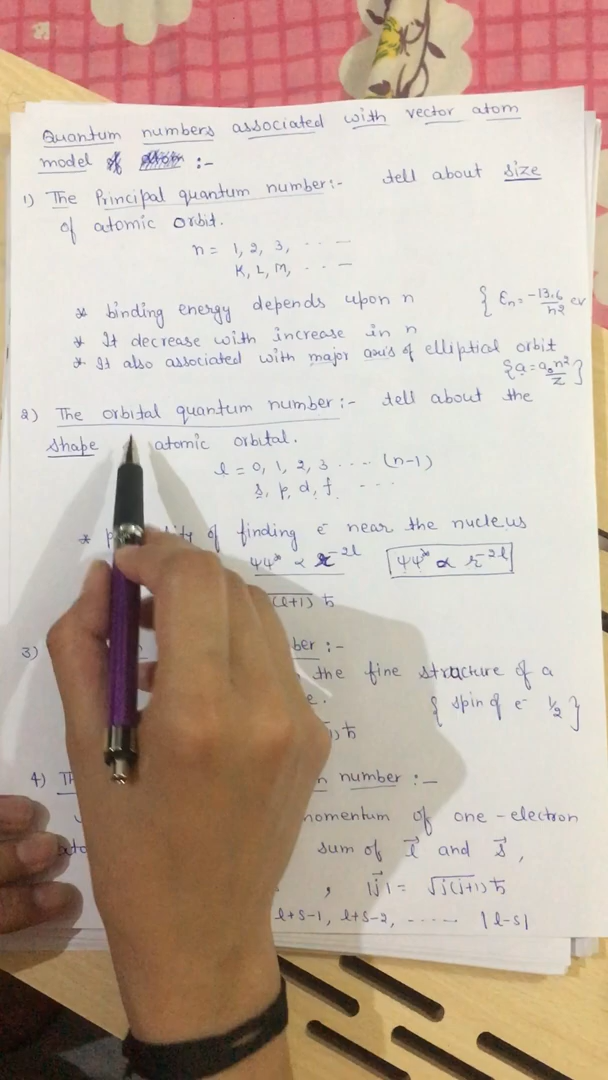 Quantum numbers associated with vector atom
model :-
1) The Principal quantum number:- tell about size
of atomic orbit.
n = 1, 2, 3, . . —
K, L, M, . . —
* binding energy depends upon n { En = -13.6/n² ev
* It decrease with increase in n
* It also associated with major axis of elliptical orbit
{a = a₀n²/Z}
2) The orbital quantum number:- tell about the
shape atomic orbital.
l = 0, 1, 2, 3 . . . . (n-1)
s, p, d, f, . . .
* of finding e⁻ near the nucleus
ψψ* ∝ r⁻²ˡ ψψ* ∝ r⁻²ˡ
(l+1) ħ
3) ber :-
the fine structure of a
{ spin of e⁻ 1/2 }
ħ
4) number :-
momentum of one-electron
sum of l⃗ and s⃗,
, |j⃗| = √j(j+1) ħ
l+s-1, l+s-2, ..... |l-s|